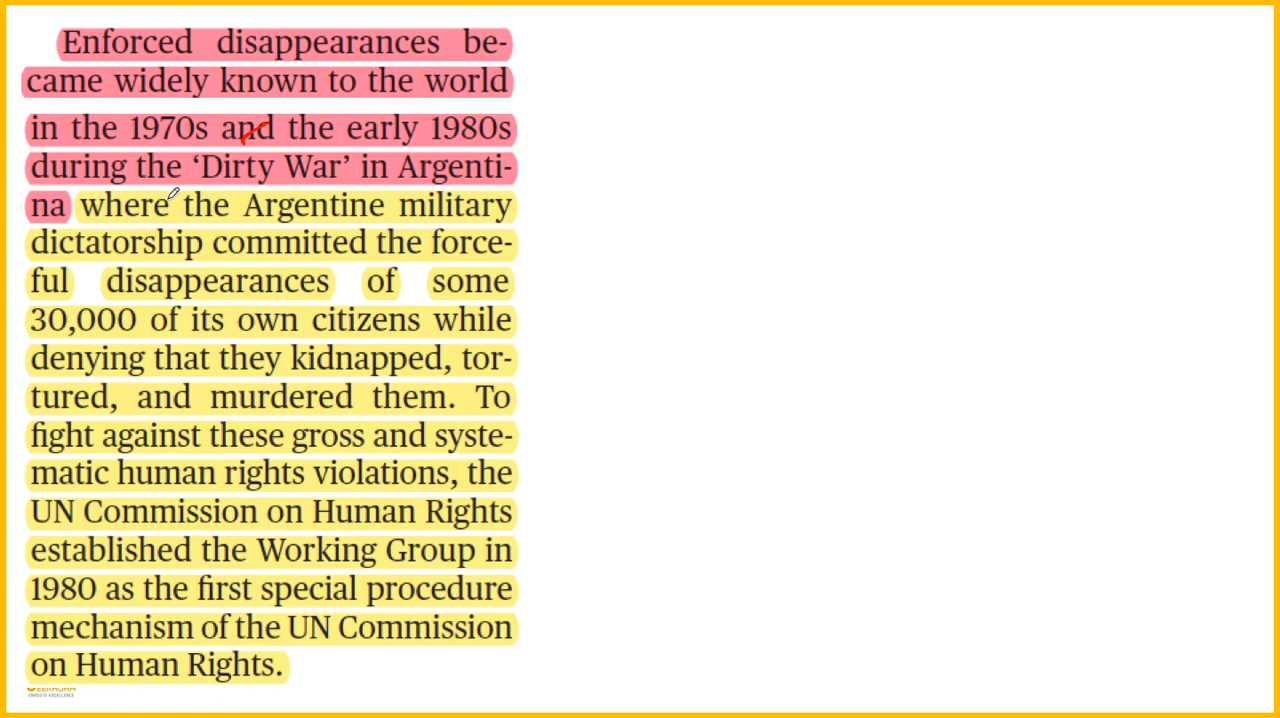 Enforced disappearances be-
came widely known to the world
in the 1970s and the early 1980s
during the ‘Dirty War’ in Argenti-
na where the Argentine military
dictatorship committed the force-
ful disappearances of some
30,000 of its own citizens while
denying that they kidnapped, tor-
tured, and murdered them. To
fight against these gross and syste-
matic human rights violations, the
UN Commission on Human Rights
established the Working Group in
1980 as the first special procedure
mechanism of the UN Commission
on Human Rights.
ENROUTE EXCELLENCE